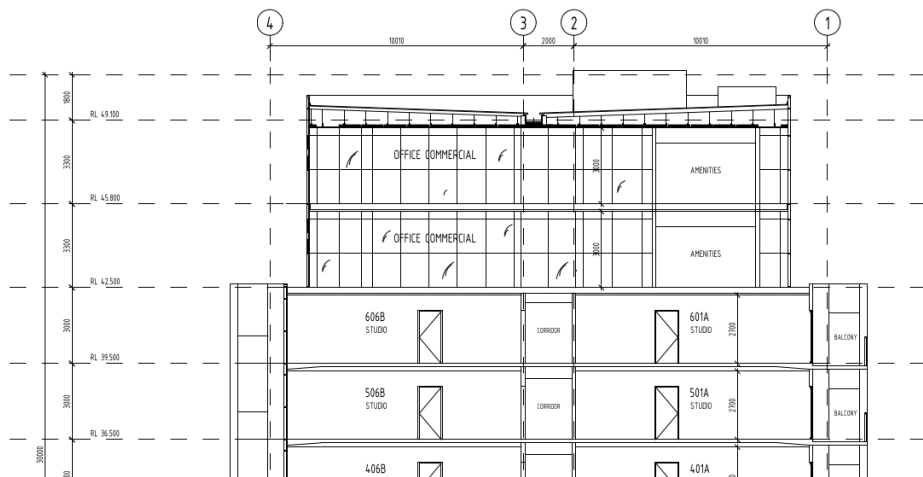 4
3
2
1
10010
2000
10010
1800
RL 49.100
3300
OFFICE COMMERCIAL
3000
AMENITIES
RL 45.800
3300
OFFICE COMMERCIAL
3000
AMENITIES
RL 42.500
3000
606B
STUDIO
CORRIDOR
601A
STUDIO
2700
BALCONY
RL 39.500
3000
506B
STUDIO
CORRIDOR
501A
STUDIO
2700
BALCONY
RL 36.500
30000
406B
401A